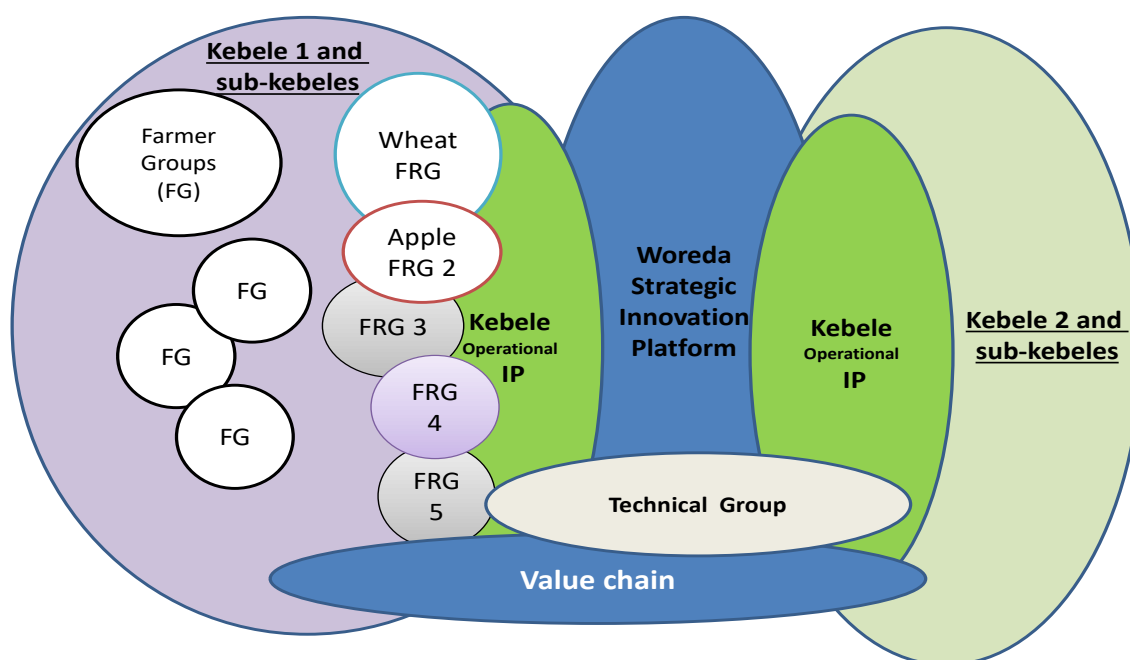 Kebele 1 and
sub-kebeles
Farmer
Groups
(FG)
FG
FG
FG
Wheat
FRG
Apple
FRG 2
FRG 3
FRG
4
FRG
5
Kebele
Operational
IP
Woreda
Strategic
Innovation
Platform
Kebele
Operational
IP
Kebele 2 and
sub-kebeles
Technical Group
Value chain